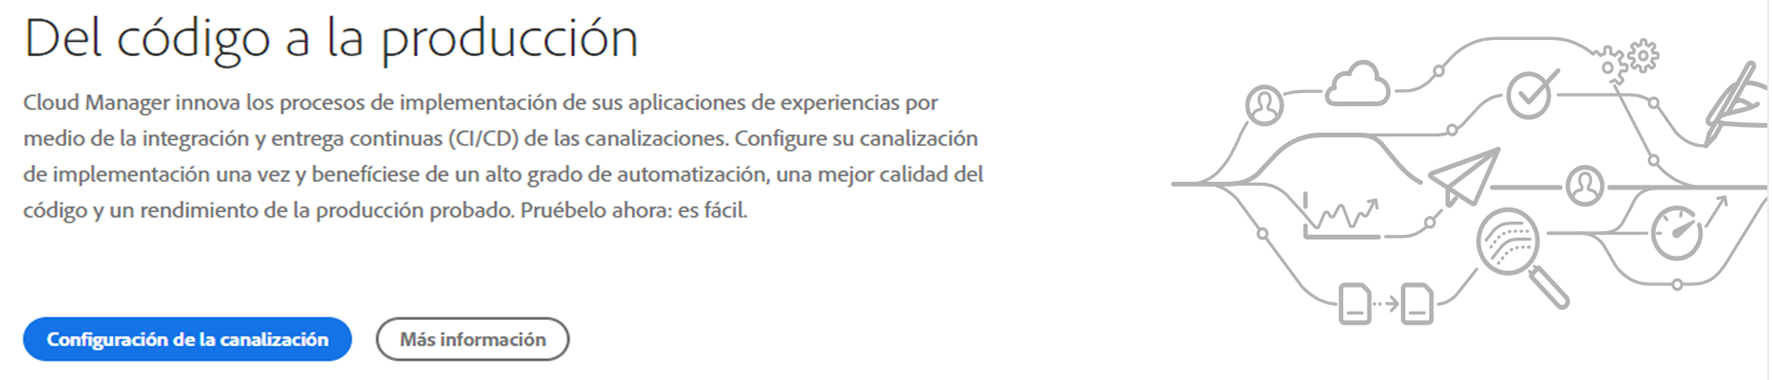 Del código a la producción
Cloud Manager innova los procesos de implementación de sus aplicaciones de experiencias por
medio de la integración y entrega continuas (CI/CD) de las canalizaciones. Configure su canalización
de implementación una vez y benefíciese de un alto grado de automatización, una mejor calidad del
código y un rendimiento de la producción probado. Pruébelo ahora: es fácil.
Configuración de la canalización
Más información